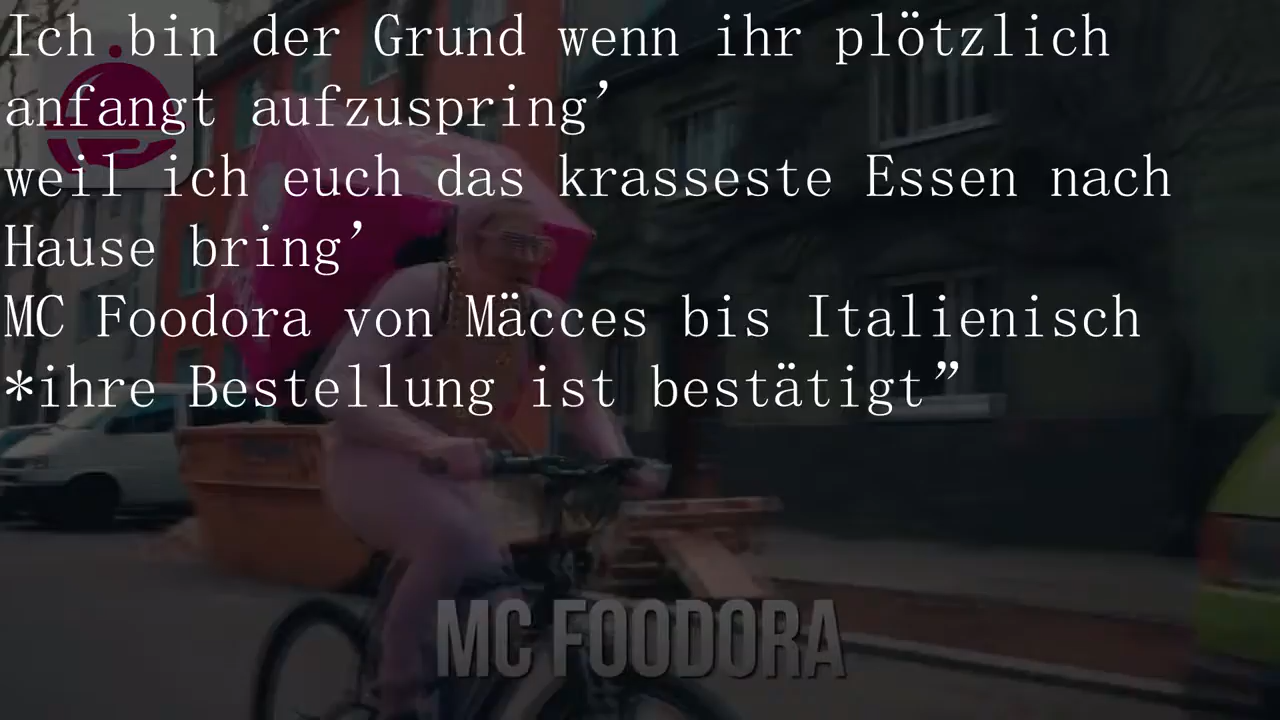 Ich bin der Grund wenn ihr plötzlich
anfangt aufzuspring’
weil ich euch das krasseste Essen nach
Hause bring’
MC Foodora von Mäcces bis Italienisch
*ihre Bestellung ist bestätigt”
MC FOODORA